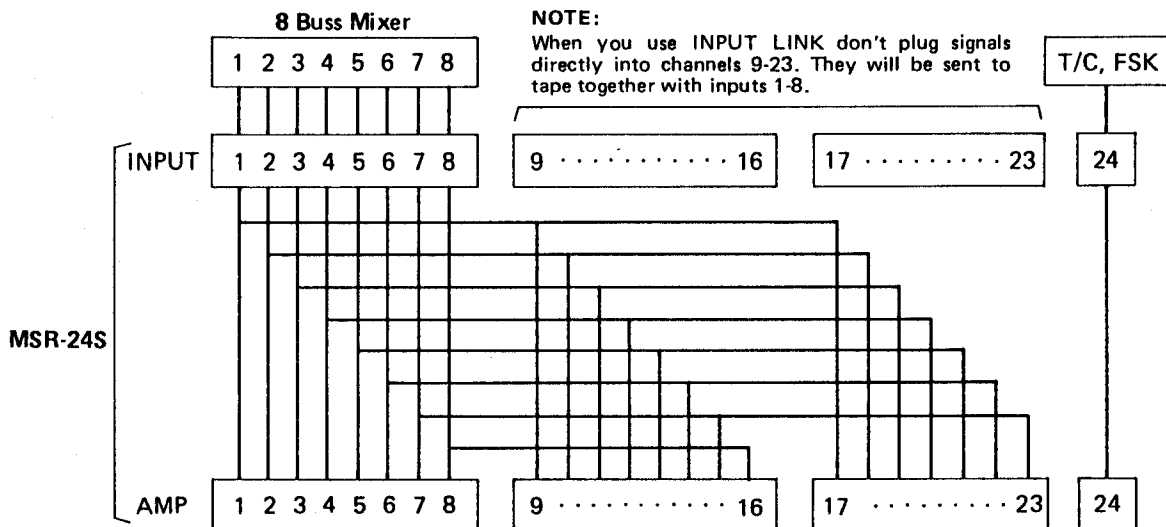 8 Buss Mixer
1 2 3 4 5 6 7 8
NOTE:
When you use INPUT LINK don't plug signals
directly into channels 9-23. They will be sent to
tape together with inputs 1-8.
T/C, FSK
INPUT 1 2 3 4 5 6 7 8 9 · · · · · · · · · · · 16 17 · · · · · · · · · 23 24
MSR-24S
AMP 1 2 3 4 5 6 7 8 9 · · · · · · · · · · · 16 17 · · · · · · · · · 23 24